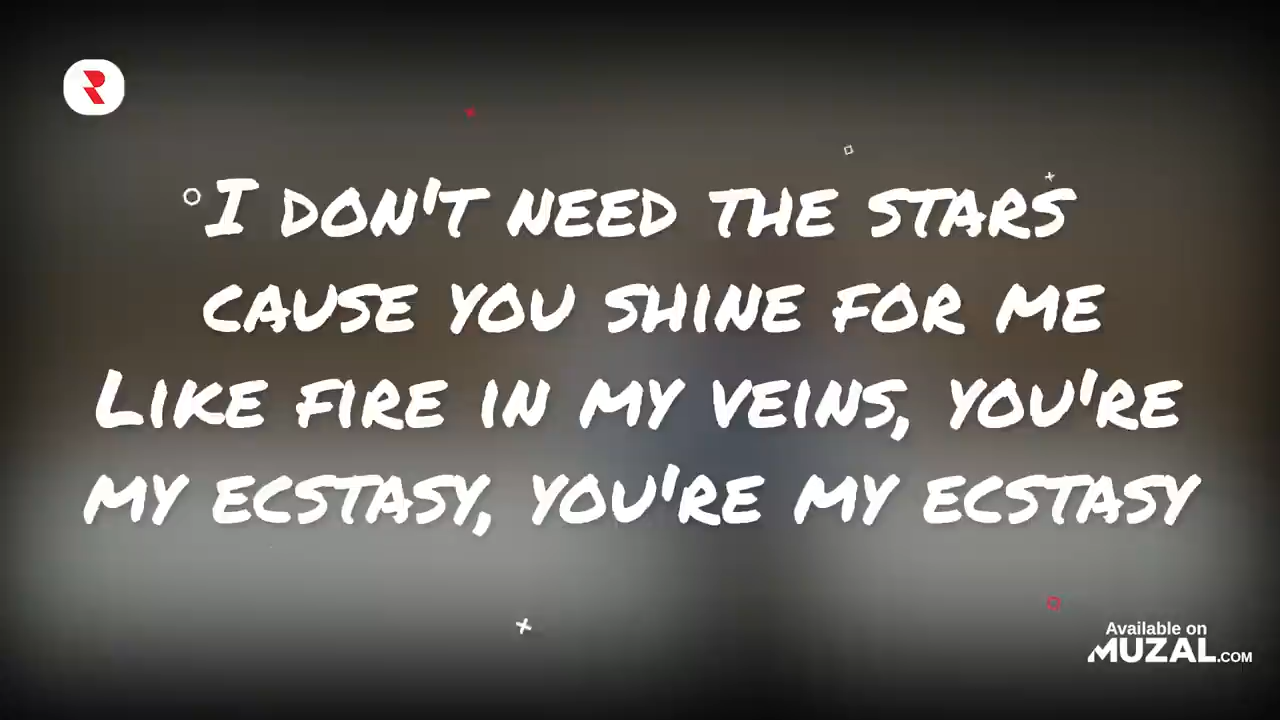 I DON'T NEED THE STARS
CAUSE YOU SHINE FOR ME
LIKE FIRE IN MY VEINS, YOU'RE
MY ECSTASY, YOU'RE MY ECSTASY
Available on
MUZAL.COM